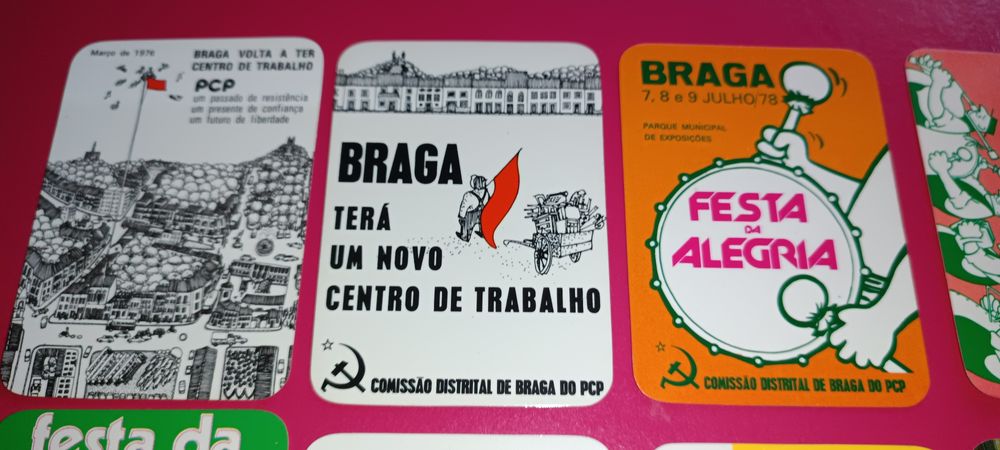 Março de 1976
BRAGA VOLTA A TER
CENTRO DE TRABALHO
PCP
um passado de resistência
um presente de confiança
um futuro de liberdade
BRAGA
TERÁ
UM NOVO
CENTRO DE TRABALHO
COMISSÃO DISTRITAL DE BRAGA DO PCP
BRAGA
7, 8 e 9 JULHO/78
PARQUE MUNICIPAL
DE EXPOSIÇÕES
FESTA
DA
ALEGRIA
COMISSÃO DISTRITAL DE BRAGA DO PCP
festa da